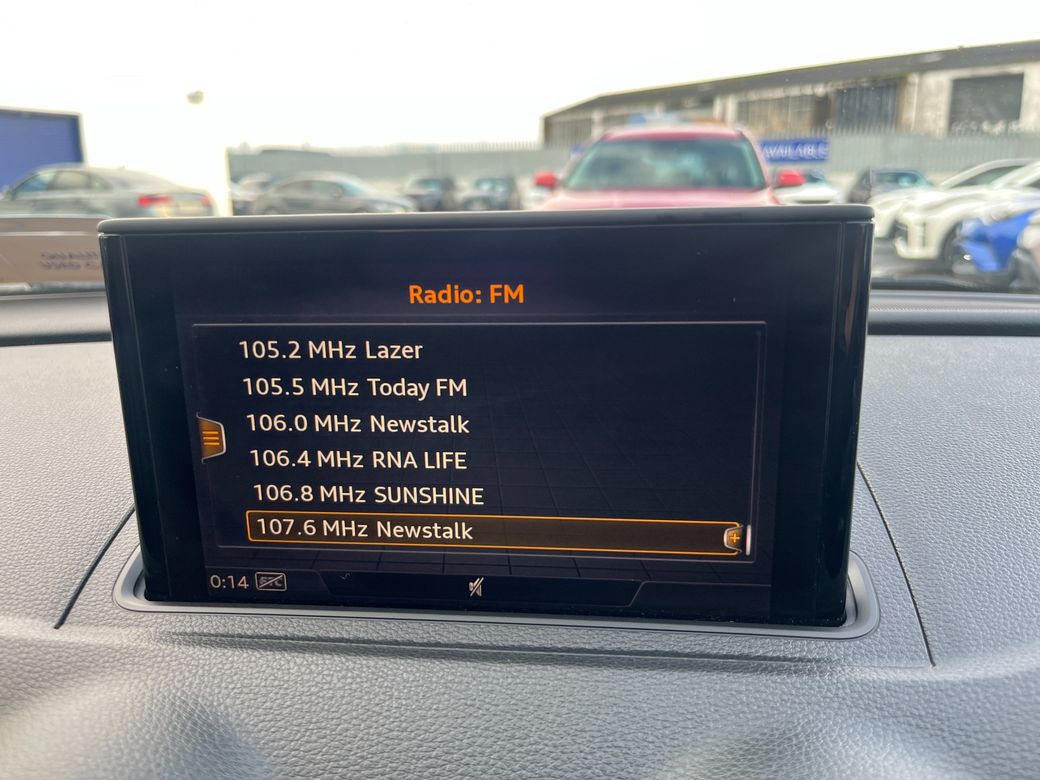 AVAILABLE
Radio: FM
105.2 MHz Lazer
105.5 MHz Today FM
106.0 MHz Newstalk
106.4 MHz RNA LIFE
106.8 MHz SUNSHINE
107.6 MHz Newstalk
0:14 ETC